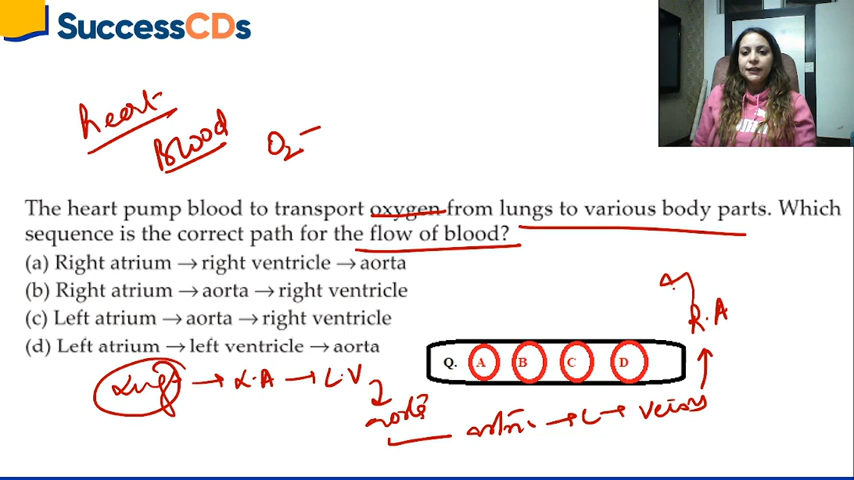 SuccessCDs
heart
Blood O2
The heart pump blood to transport oxygen from lungs to various body parts. Which
sequence is the correct path for the flow of blood?
(a) Right atrium → right ventricle → aorta
(b) Right atrium → aorta → right ventricle
(c) Left atrium → aorta → right ventricle
(d) Left atrium → left ventricle → aorta
R.A
Q. A B C D
Lungs → L.A → L.V
→ L →